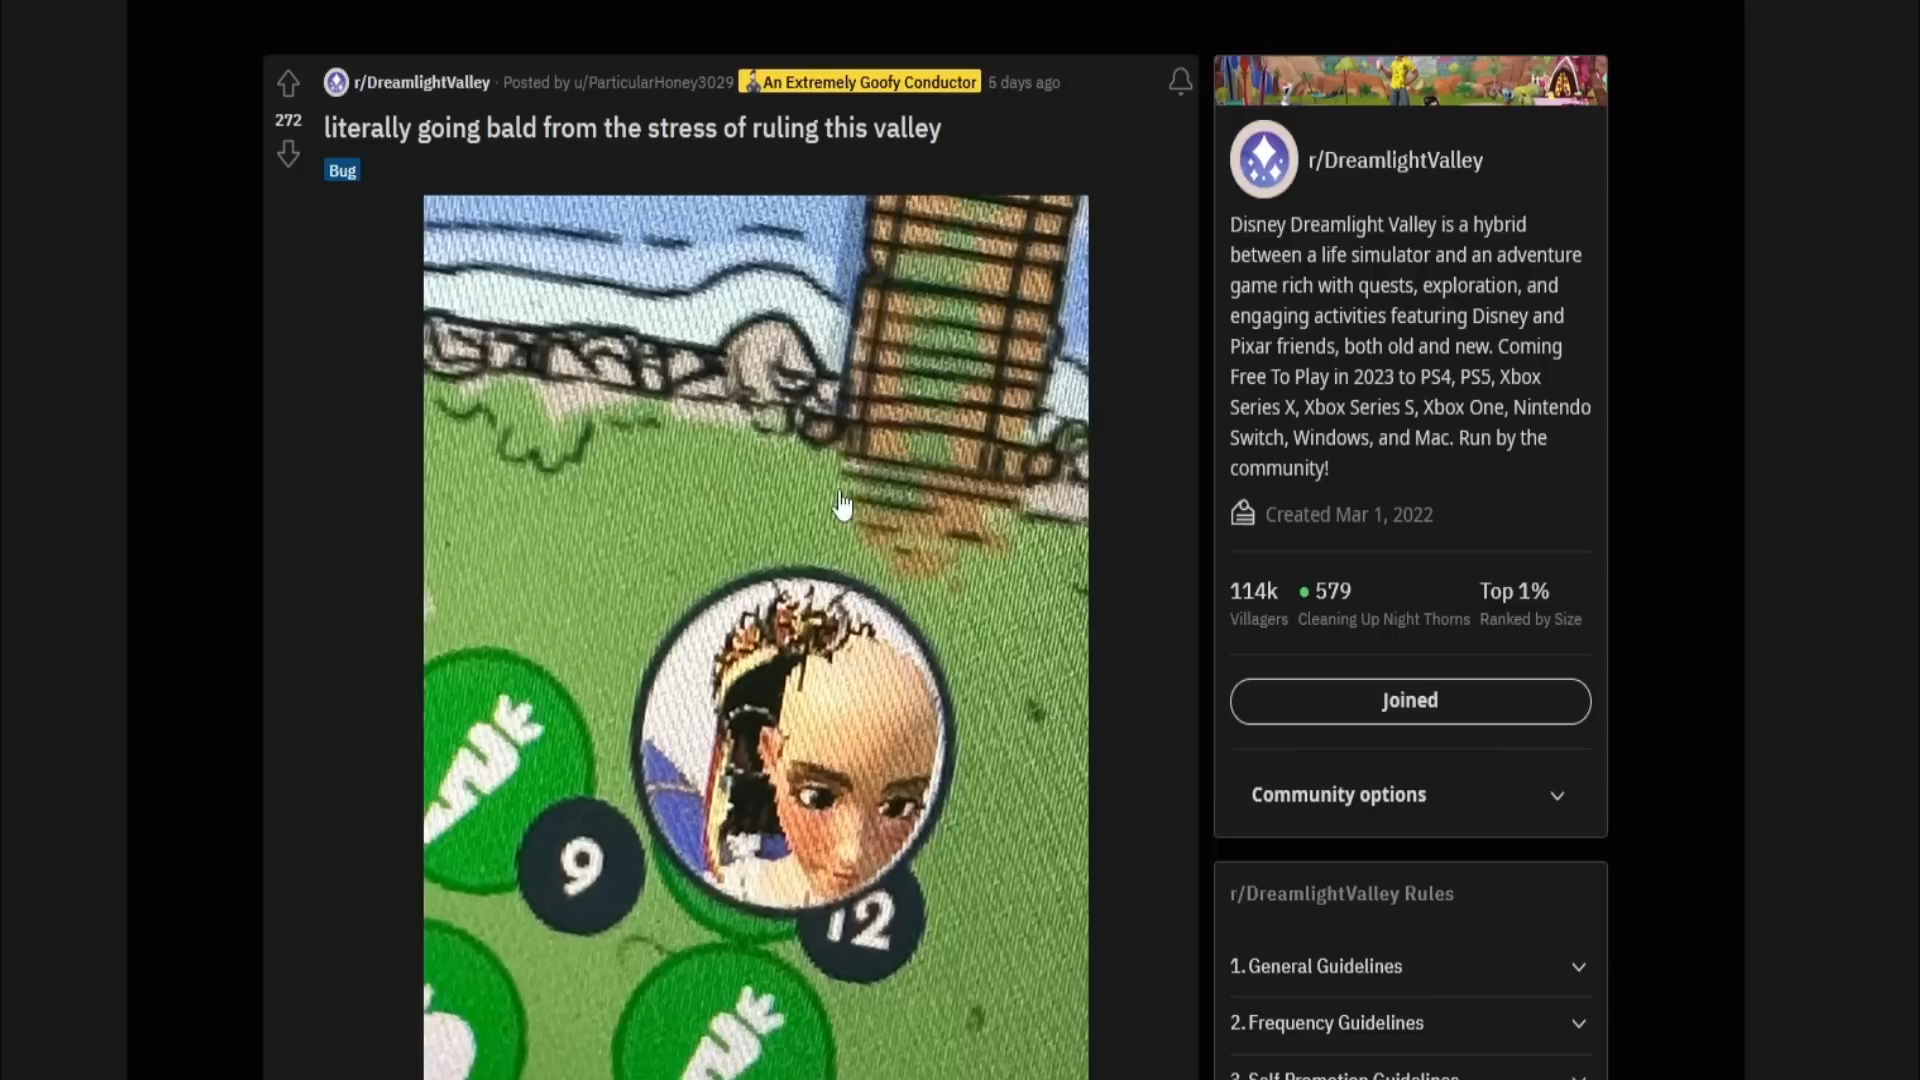 r/DreamlightValley · Posted by u/ParticularHoney3029 An Extremely Goofy Conductor 5 days ago
272
literally going bald from the stress of ruling this valley
Bug
9
12
r/DreamlightValley
Disney Dreamlight Valley is a hybrid
between a life simulator and an adventure
game rich with quests, exploration, and
engaging activities featuring Disney and
Pixar friends, both old and new. Coming
Free To Play in 2023 to PS4, PS5, Xbox
Series X, Xbox Series S, Xbox One, Nintendo
Switch, Windows, and Mac. Run by the
community!
Created Mar 1, 2022
114k 579 Top 1%
Villagers Cleaning Up Night Thorns Ranked by Size
Joined
Community options
r/DreamlightValley Rules
1. General Guidelines
2. Frequency Guidelines
3. Self Promotion Guidelines